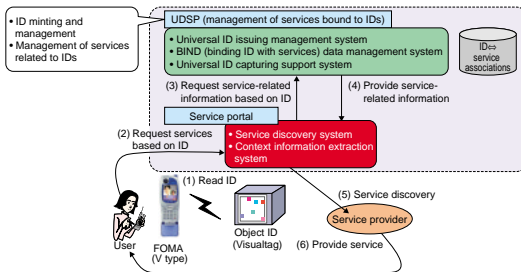 • ID minting and
management
• Management of services
related to IDs
UDSP (management of services bound to IDs)
• Universal ID issuing management system
• BIND (binding ID with services) data management system
• Universal ID capturing support system
ID⇔
service
associations
(3) Request service-related
information based on ID
(4) Provide service-
related information
Service portal
(2) Request services
based on ID
• Service discovery system
• Context information extraction
system
(1) Read ID
(5) Service discovery
Service provider
User
FOMA
(V type)
Object ID
(Visualtag)
(6) Provide service